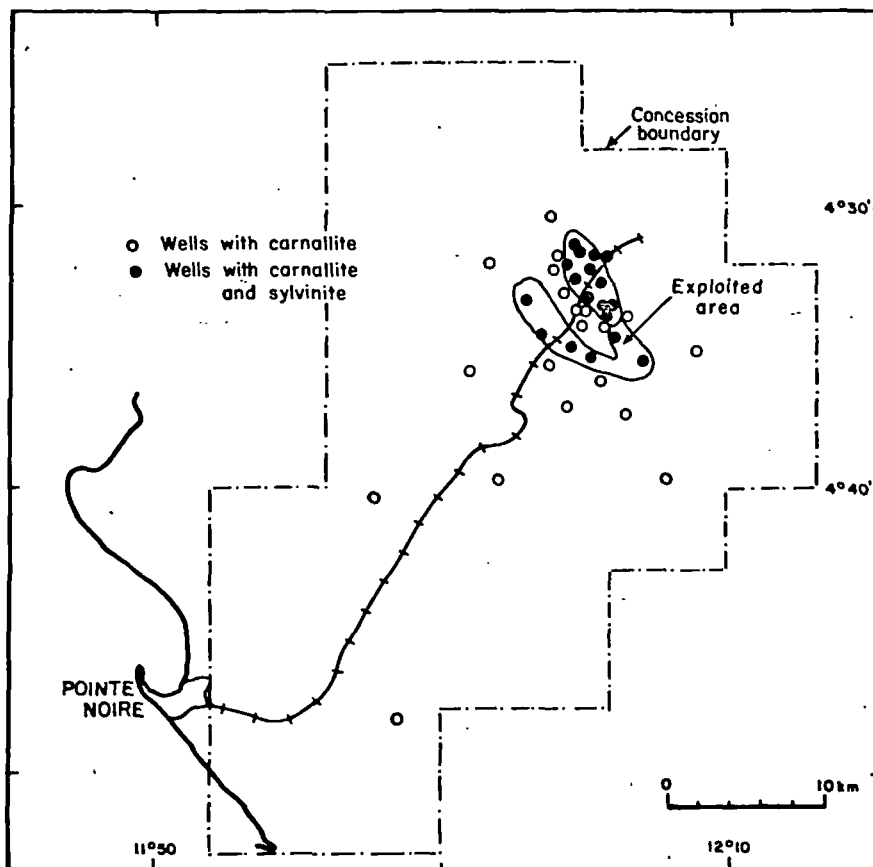 Concession
boundary
4°30'
○ Wells with carnallite
● Wells with carnallite
and sylvinite
Exploited
area
4°40'
POINTE
NOIRE
0 10 km
11°50
12°10